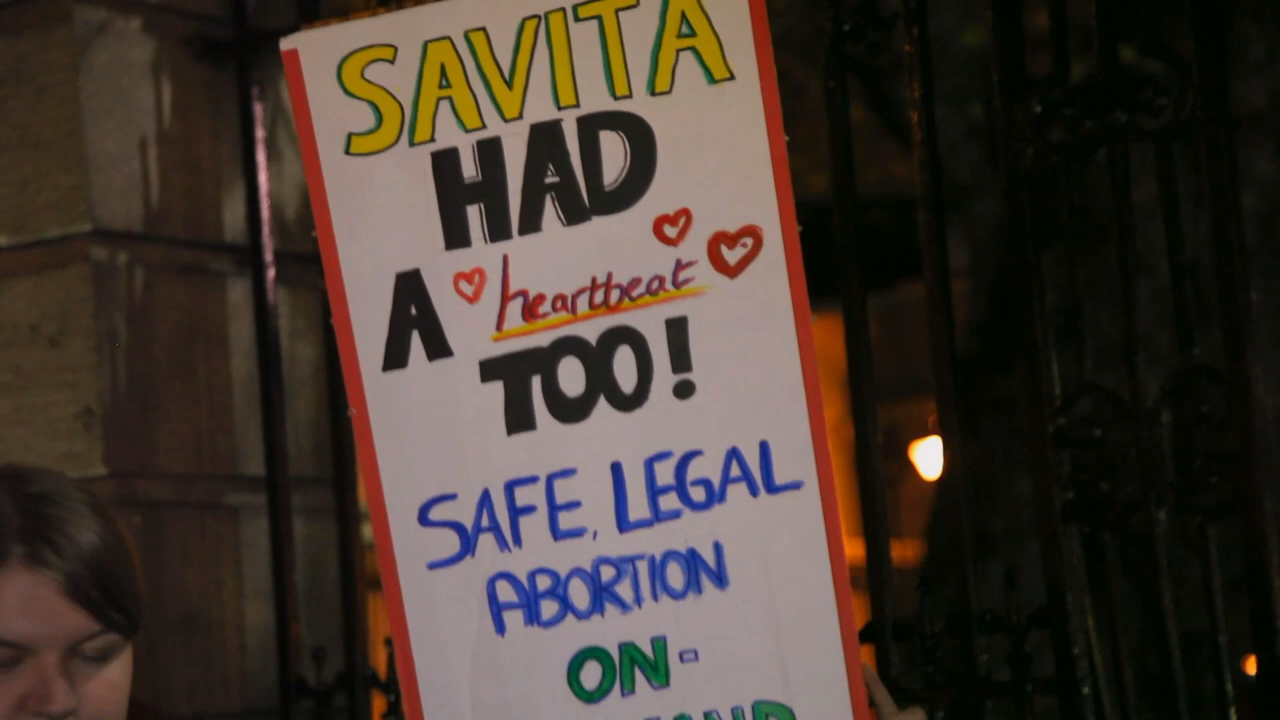 SAVITA
HAD
A heartbeat
TOO!
SAFE, LEGAL
ABORTION
ON-